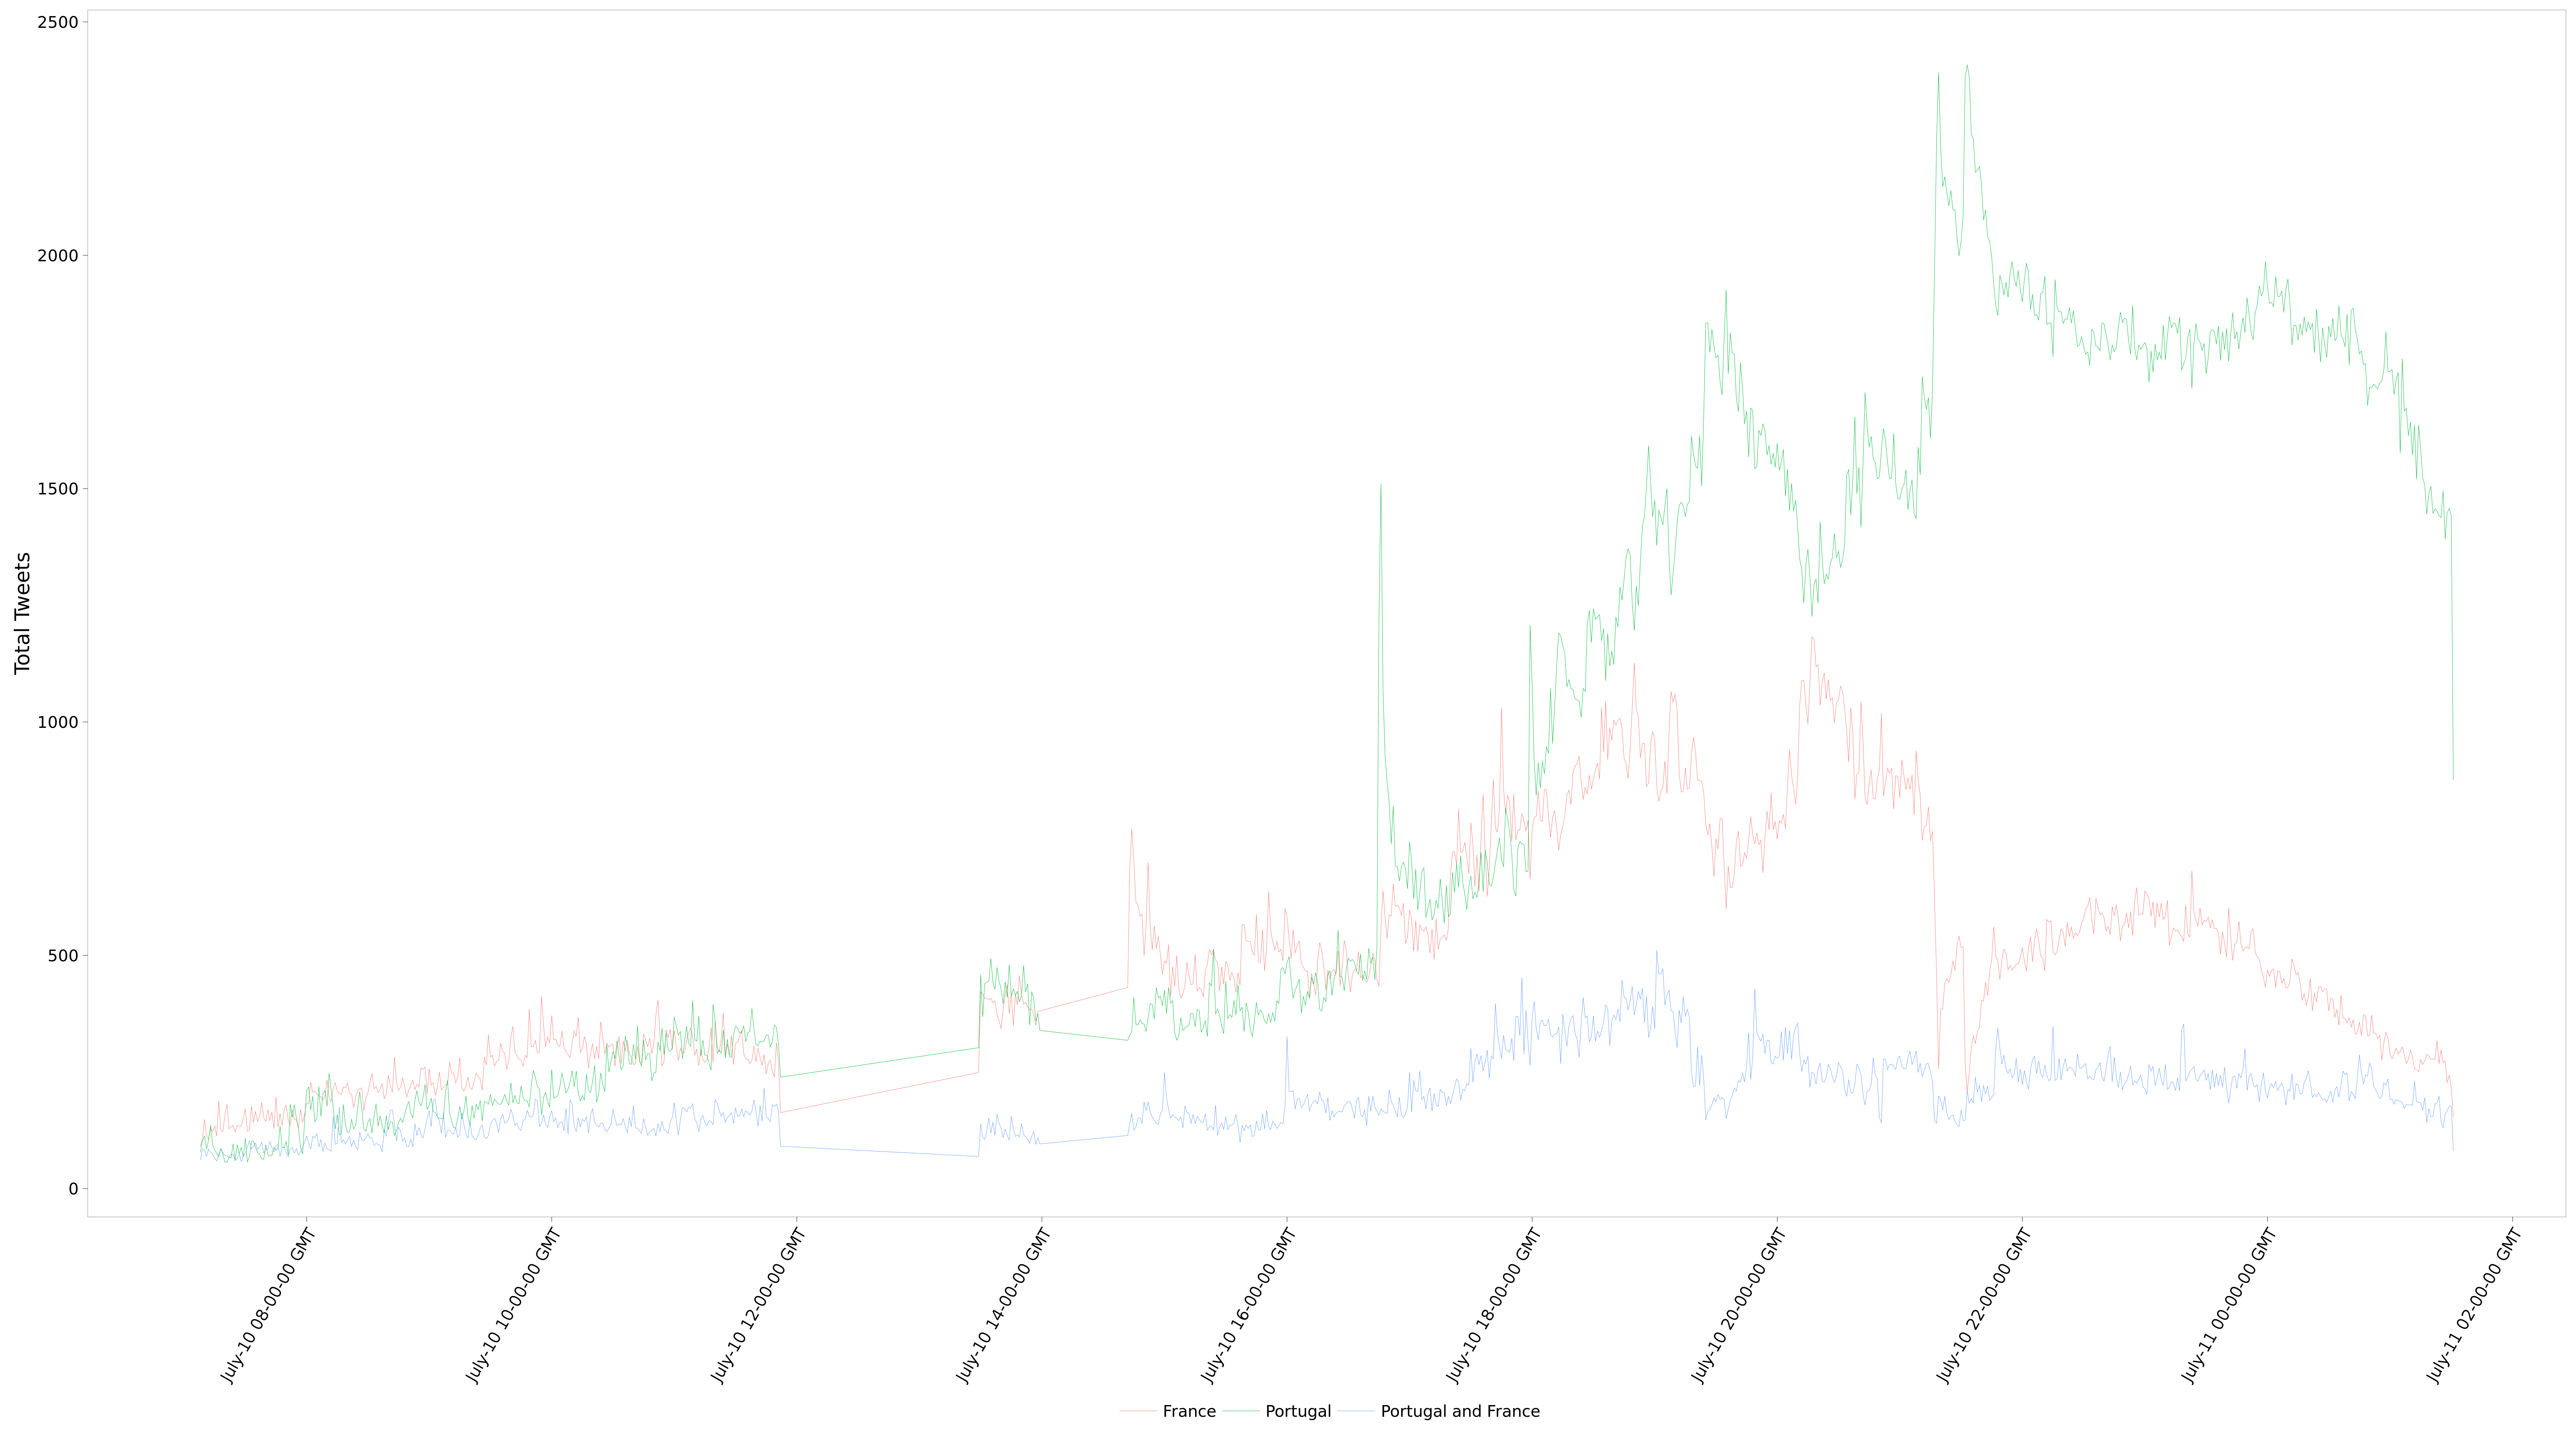 Total Tweets
2500
2000
1500
1000
500
0
July-10 08-00-00 GMT
July-10 10-00-00 GMT
July-10 12-00-00 GMT
July-10 14-00-00 GMT
July-10 16-00-00 GMT
July-10 18-00-00 GMT
July-10 20-00-00 GMT
July-10 22-00-00 GMT
July-11 00-00-00 GMT
July-11 02-00-00 GMT
France Portugal Portugal and France